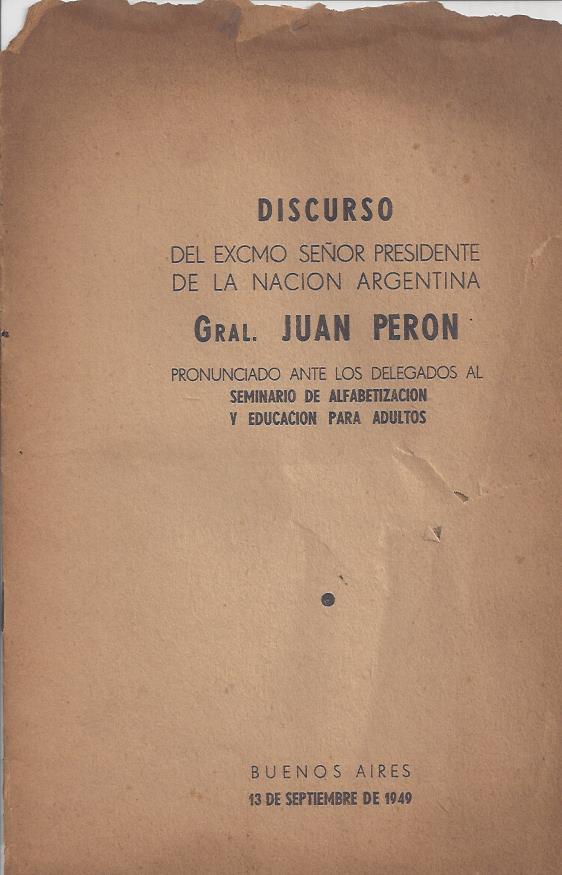 DISCURSO
DEL EXCMO SEÑOR PRESIDENTE
DE LA NACION ARGENTINA
GRAL. JUAN PERON
PRONUNCIADO ANTE LOS DELEGADOS AL
SEMINARIO DE ALFABETIZACION
Y EDUCACION PARA ADULTOS
BUENOS AIRES
13 DE SEPTIEMBRE DE 1949